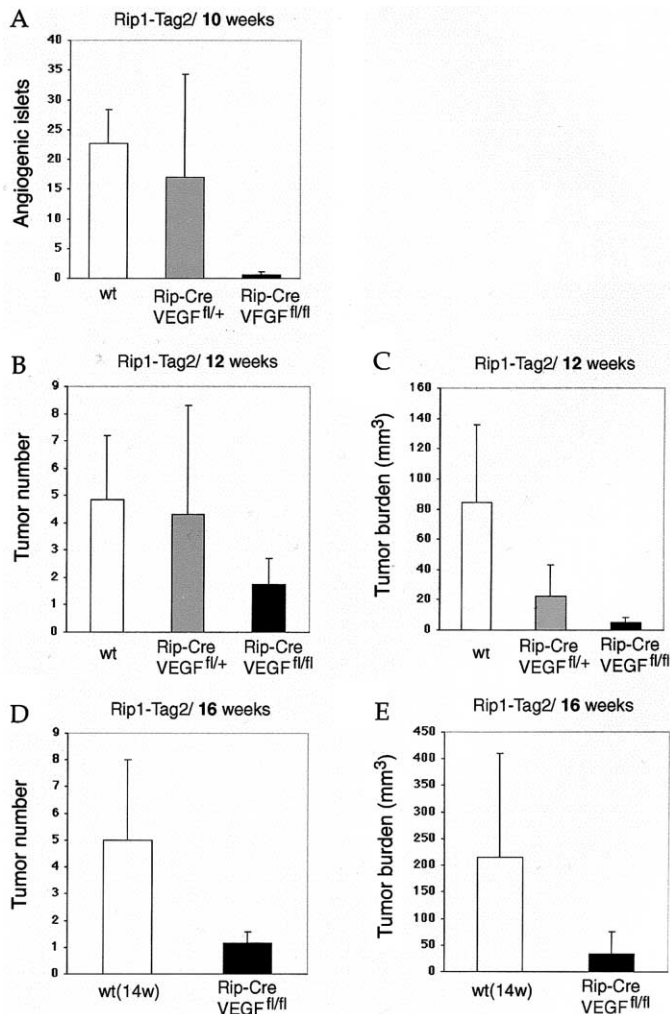 A
Rip1-Tag2/ 10 weeks
Angiogenic islets
40
35
30
25
20
15
10
5
0
wt
Rip-Cre
VEGF fl/+
Rip-Cre
VFGF fl/fl
B
Rip1-Tag2/ 12 weeks
Tumor number
9
8
7
6
5
4
3
2
1
0
wt
Rip-Cre
VEGF fl/+
Rip-Cre
VEGF fl/fl
C
Rip1-Tag2/ 12 weeks
Tumor burden (mm³)
160
140
120
100
80
60
40
20
0
wt
Rip-Cre
VEGF fl/+
Rip-Cre
VEGF fl/fl
D
Rip1-Tag2/ 16 weeks
Tumor number
9
8
7
6
5
4
3
2
1
0
wt(14w)
Rip-Cre
VEGF fl/fl
E
Rip1-Tag2/ 16 weeks
Tumor burden (mm³)
450
400
350
300
250
200
150
100
50
0
wt(14w)
Rip-Cre
VEGF fl/fl